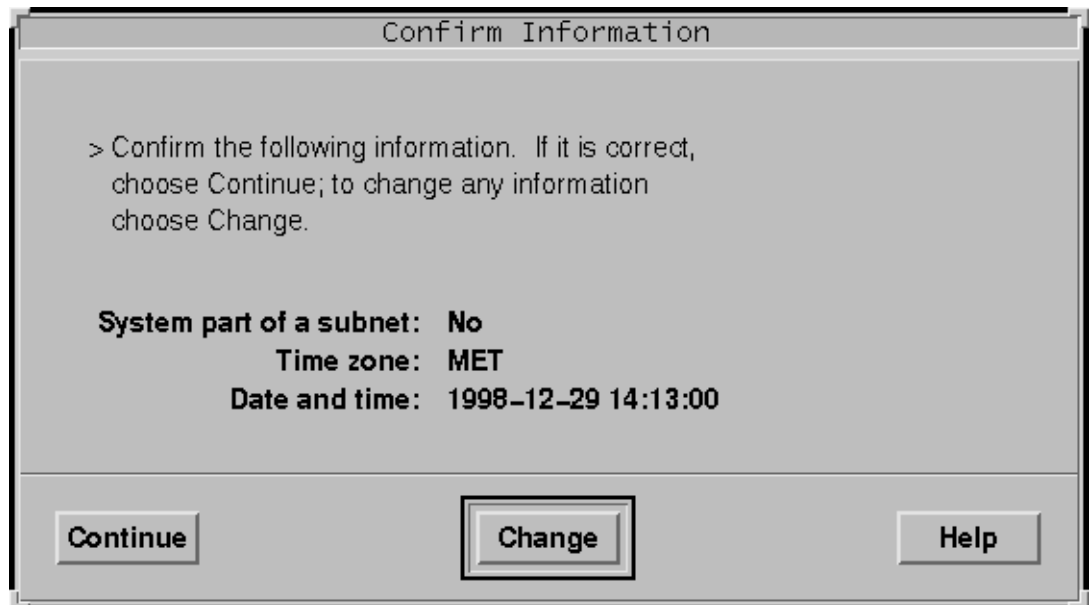 Confirm Information
> Confirm the following information. If it is correct,
choose Continue; to change any information
choose Change.
System part of a subnet: No
Time zone: MET
Date and time: 1998-12-29 14:13:00
Continue Change Help